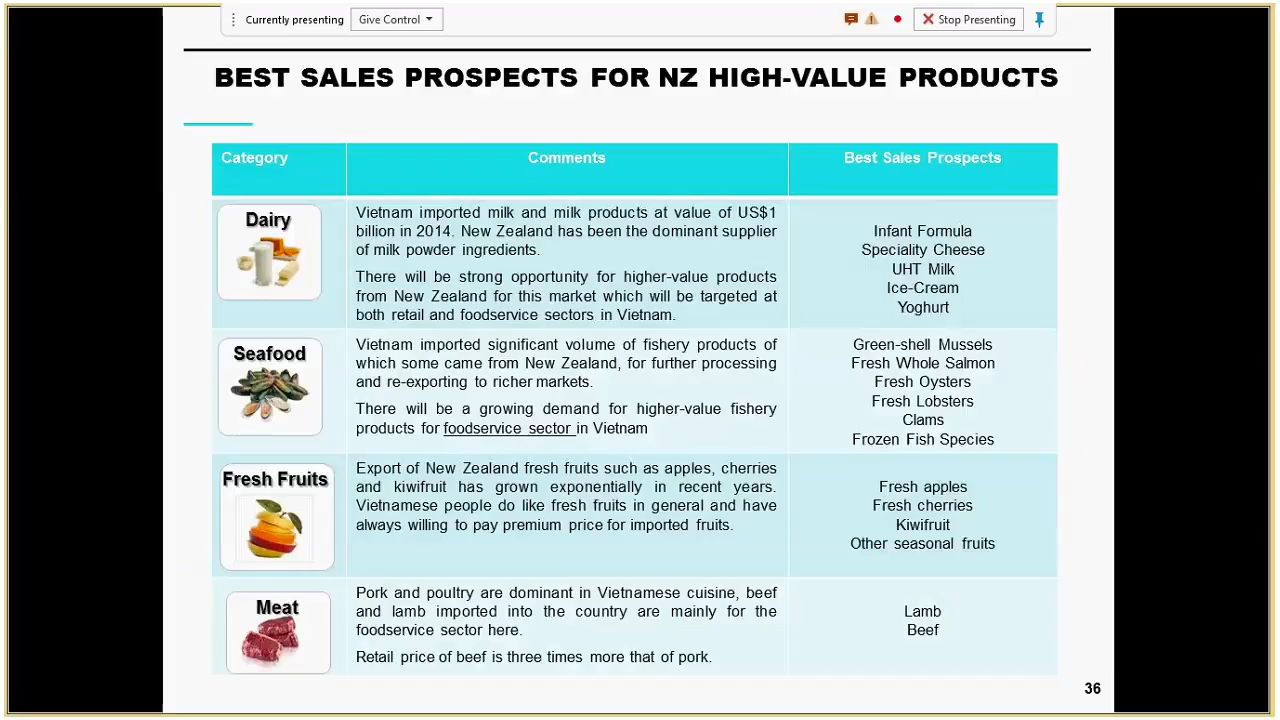 Currently presenting
Give Control
Stop Presenting
BEST SALES PROSPECTS FOR NZ HIGH-VALUE PRODUCTS
Category
Comments
Best Sales Prospects
Dairy
Vietnam imported milk and milk products at value of US$1
billion in 2014. New Zealand has been the dominant supplier
of milk powder ingredients.
There will be strong opportunity for higher-value products
from New Zealand for this market which will be targeted at
both retail and foodservice sectors in Vietnam.
Infant Formula
Speciality Cheese
UHT Milk
Ice-Cream
Yoghurt
Seafood
Vietnam imported significant volume of fishery products of
which some came from New Zealand, for further processing
and re-exporting to richer markets.
There will be a growing demand for higher-value fishery
products for foodservice sector in Vietnam
Green-shell Mussels
Fresh Whole Salmon
Fresh Oysters
Fresh Lobsters
Clams
Frozen Fish Species
Fresh Fruits
Export of New Zealand fresh fruits such as apples, cherries
and kiwifruit has grown exponentially in recent years.
Vietnamese people do like fresh fruits in general and have
always willing to pay premium price for imported fruits.
Fresh apples
Fresh cherries
Kiwifruit
Other seasonal fruits
Meat
Pork and poultry are dominant in Vietnamese cuisine, beef
and lamb imported into the country are mainly for the
foodservice sector here.
Retail price of beef is three times more that of pork.
Lamb
Beef
36